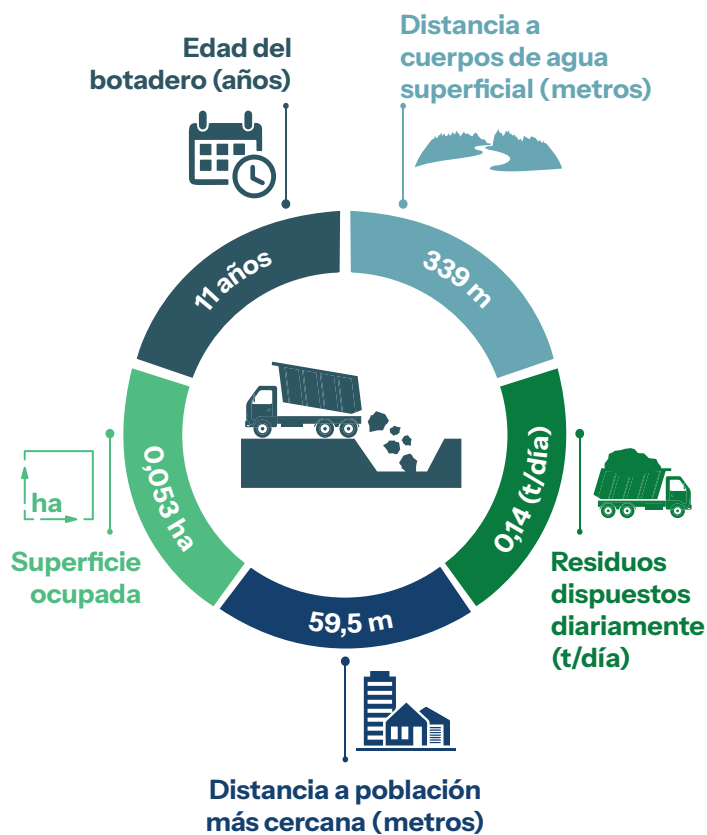 Edad del
botadero (años)
Distancia a
cuerpos de agua
superficial (metros)
11 años
339 m
0,053 ha
0,14 (t/día)
59,5 m
ha
Superficie
ocupada
Residuos
dispuestos
diariamente
(t/día)
Distancia a población
más cercana (metros)